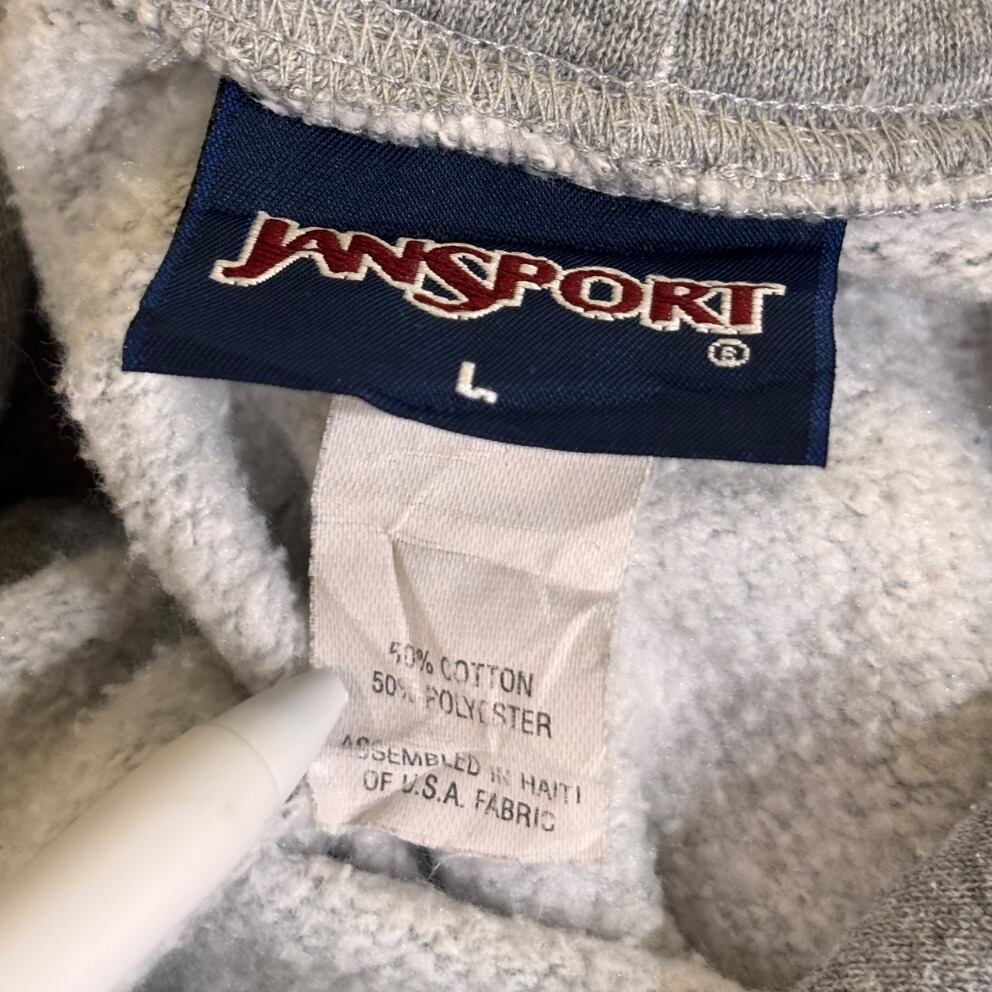 JANSPORT
®
L
50% COTTON
50% POLYESTER
ASSEMBLED IN HAITI
OF U.S.A. FABRIC